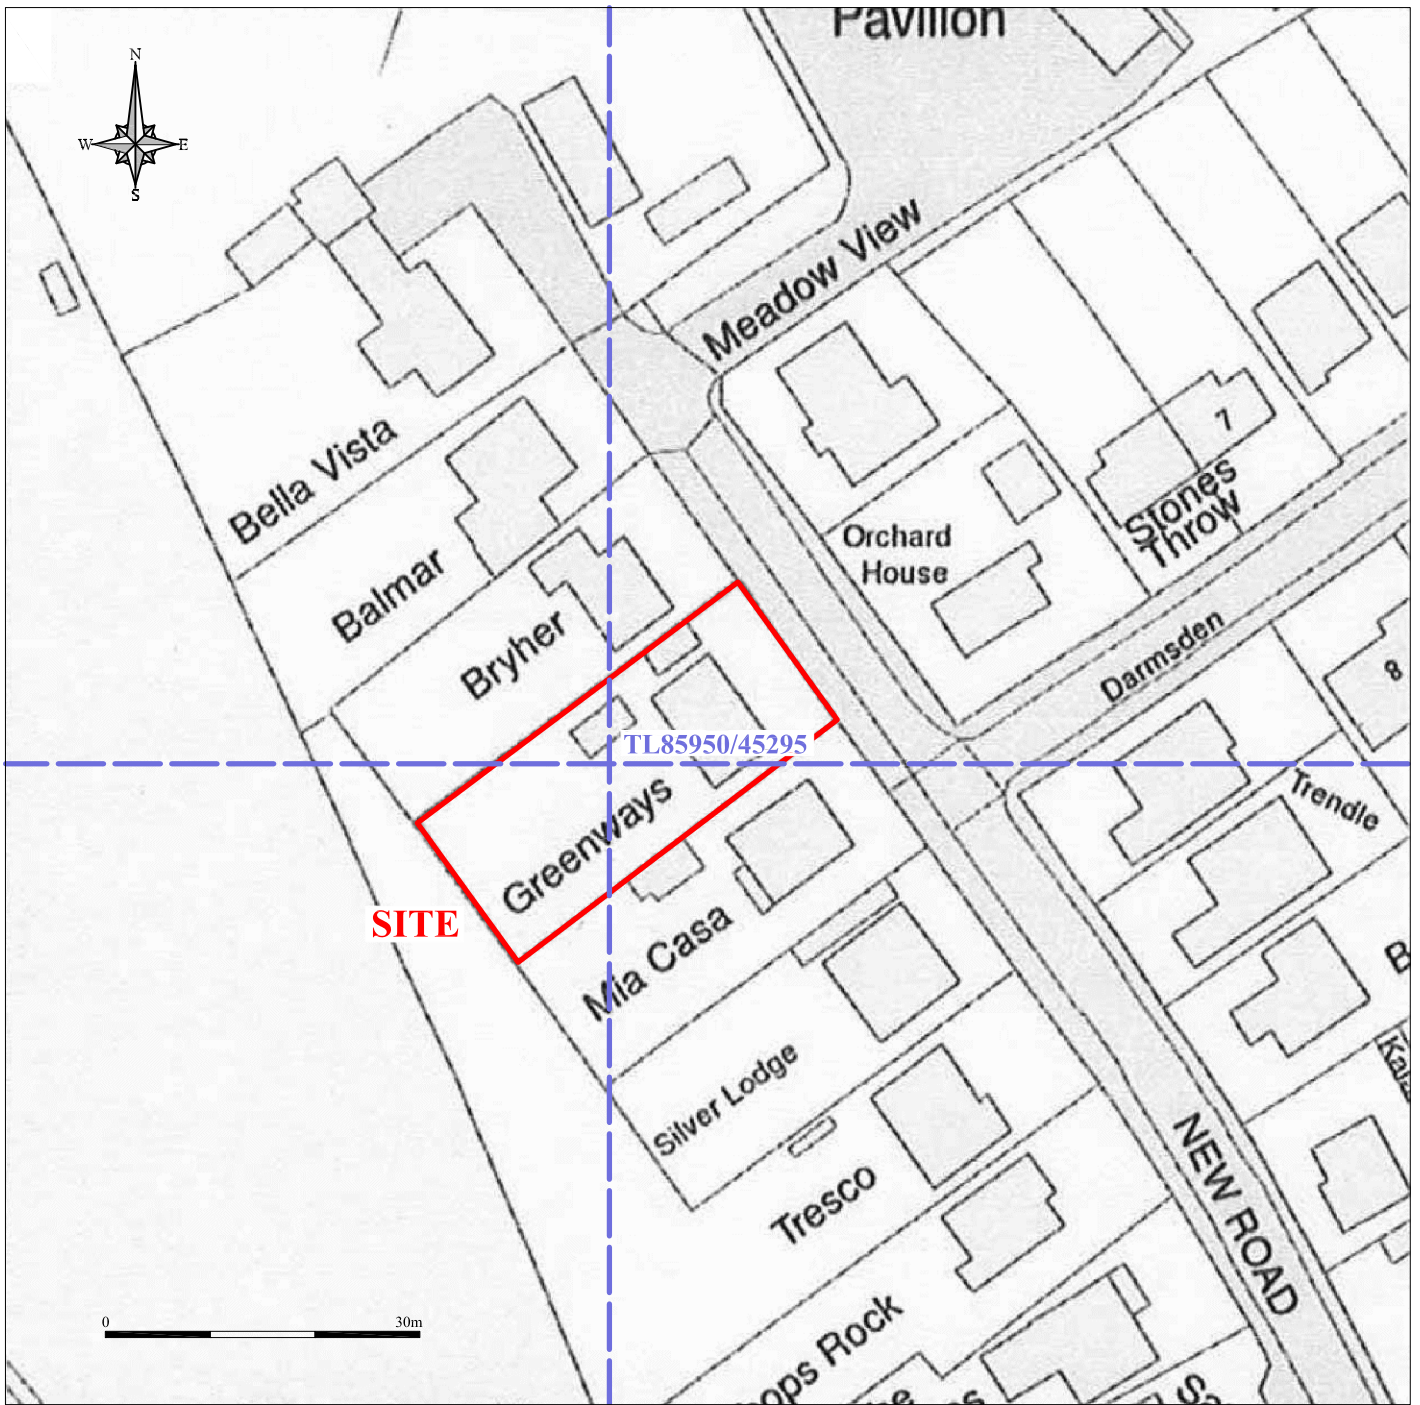 Pavilion
N
W E
S
Meadow View
Bella Vista
7
Stones
Throw
Balmar
Orchard
House
Bryher
Darmsden
8
TL85950/45295
Trendle
Greenways
SITE
Mia Casa
Silver Lodge
NEW ROAD
Tresco
Rock
0 30m